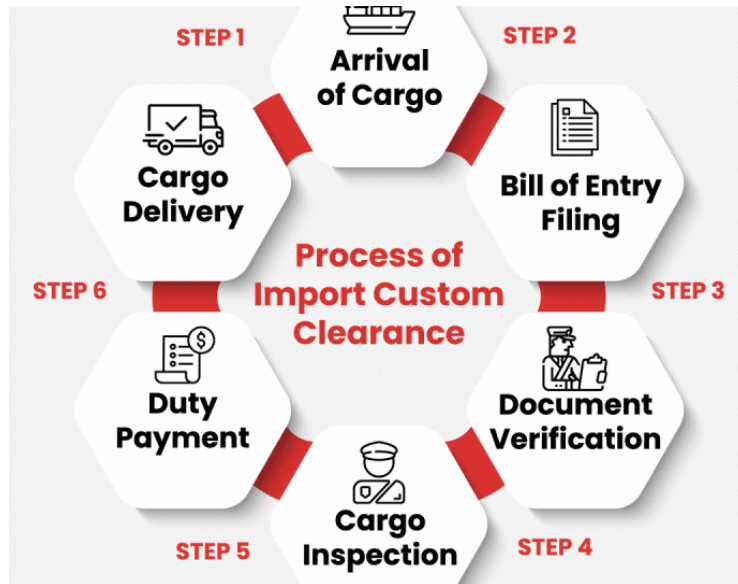 STEP 1
Arrival
of Cargo
STEP 2
Bill of Entry
Filing
STEP 3
Document
Verification
STEP 4
Cargo
Inspection
STEP 5
Duty
Payment
$
STEP 6
Cargo
Delivery
Process of
Import Custom
Clearance